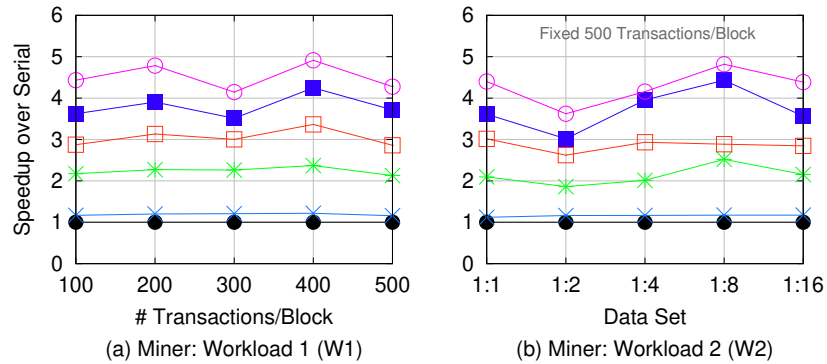 Speedup over Serial
6
5
4
3
2
1
0
100 200 300 400 500
# Transactions/Block
(a) Miner: Workload 1 (W1)
Fixed 500 Transactions/Block
6
5
4
3
2
1
0
1:1 1:2 1:4 1:8 1:16
Data Set
(b) Miner: Workload 2 (W2)